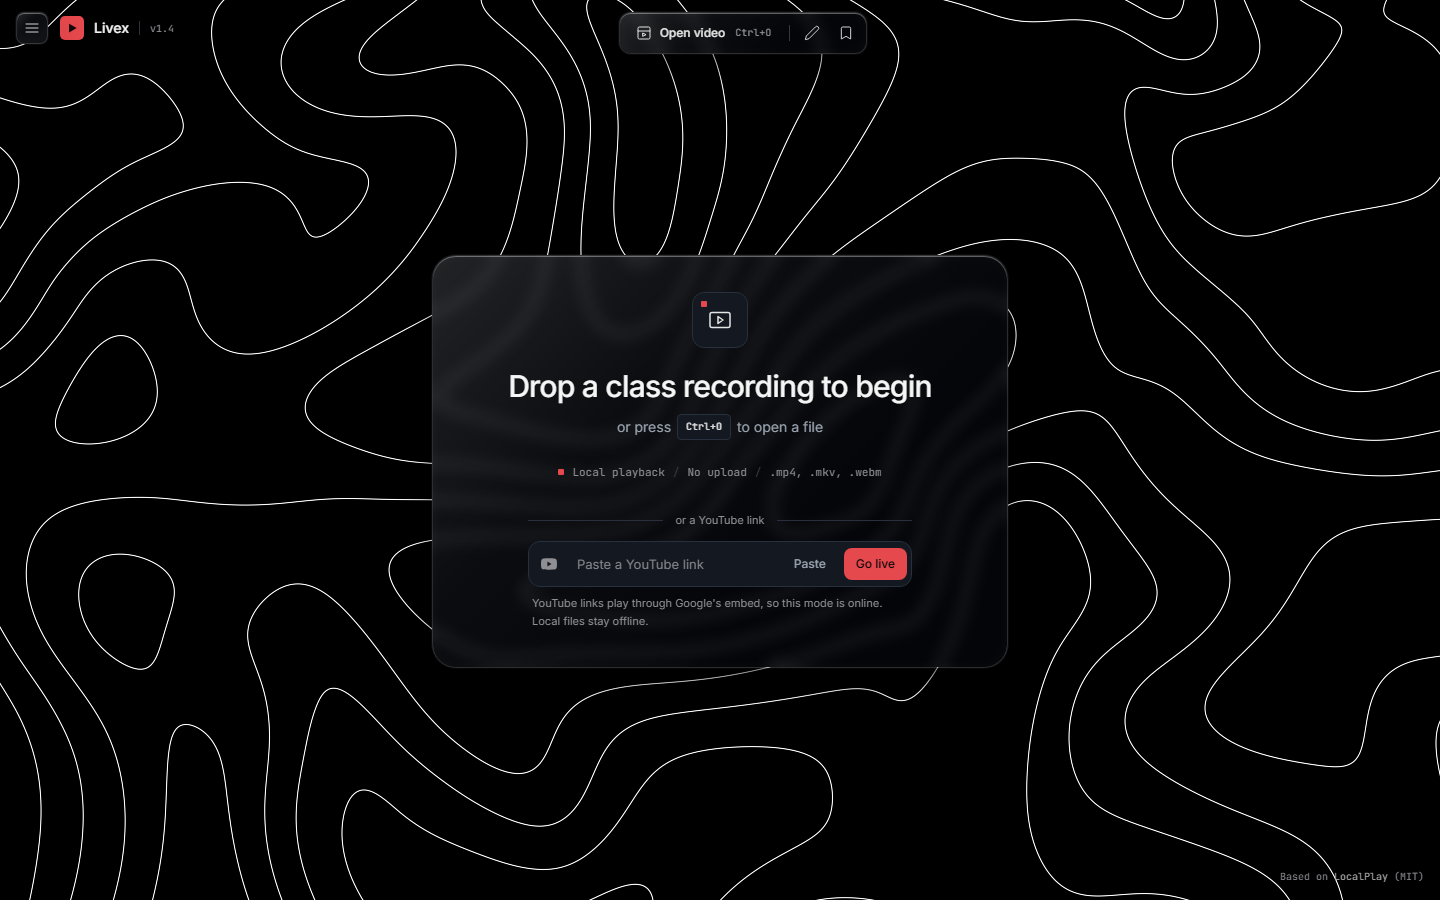 Livex v1.4
Open video Ctrl+O
Drop a class recording to begin
or press Ctrl+O to open a file
Local playback / No upload / .mp4, .mkv, .webm
or a YouTube link
Paste a YouTube link Paste Go live
YouTube links play through Google's embed, so this mode is online.
Local files stay offline.
Based on LocalPlay (MIT)